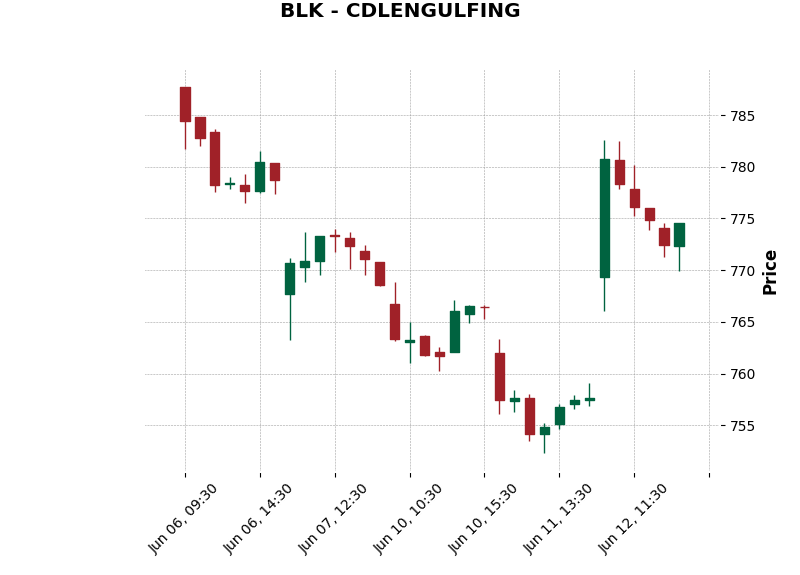 BLK - CDLENGULFING
785
780
775
770
765
760
755
Price
Jun 06, 09:30
Jun 06, 14:30
Jun 07, 12:30
Jun 10, 10:30
Jun 10, 15:30
Jun 11, 13:30
Jun 12, 11:30